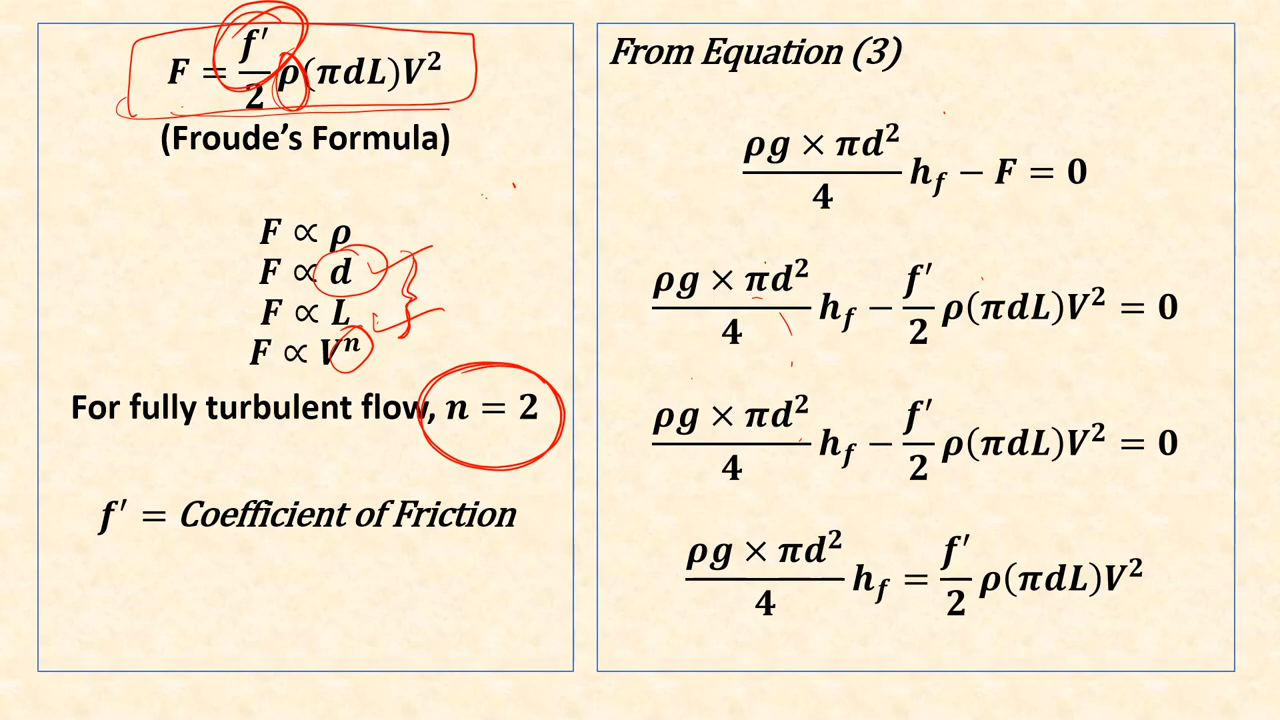 F = f′/2 ρ(πdL)V²
(Froude's Formula)
F ∝ ρ
F ∝ d
F ∝ L
F ∝ Vⁿ
For fully turbulent flow, n = 2
f′ = Coefficient of Friction
From Equation (3)
ρg × πd²/4 h_f − F = 0
ρg × πd²/4 h_f − f′/2 ρ(πdL)V² = 0
ρg × πd²/4 h_f − f′/2 ρ(πdL)V² = 0
ρg × πd²/4 h_f = f′/2 ρ(πdL)V²